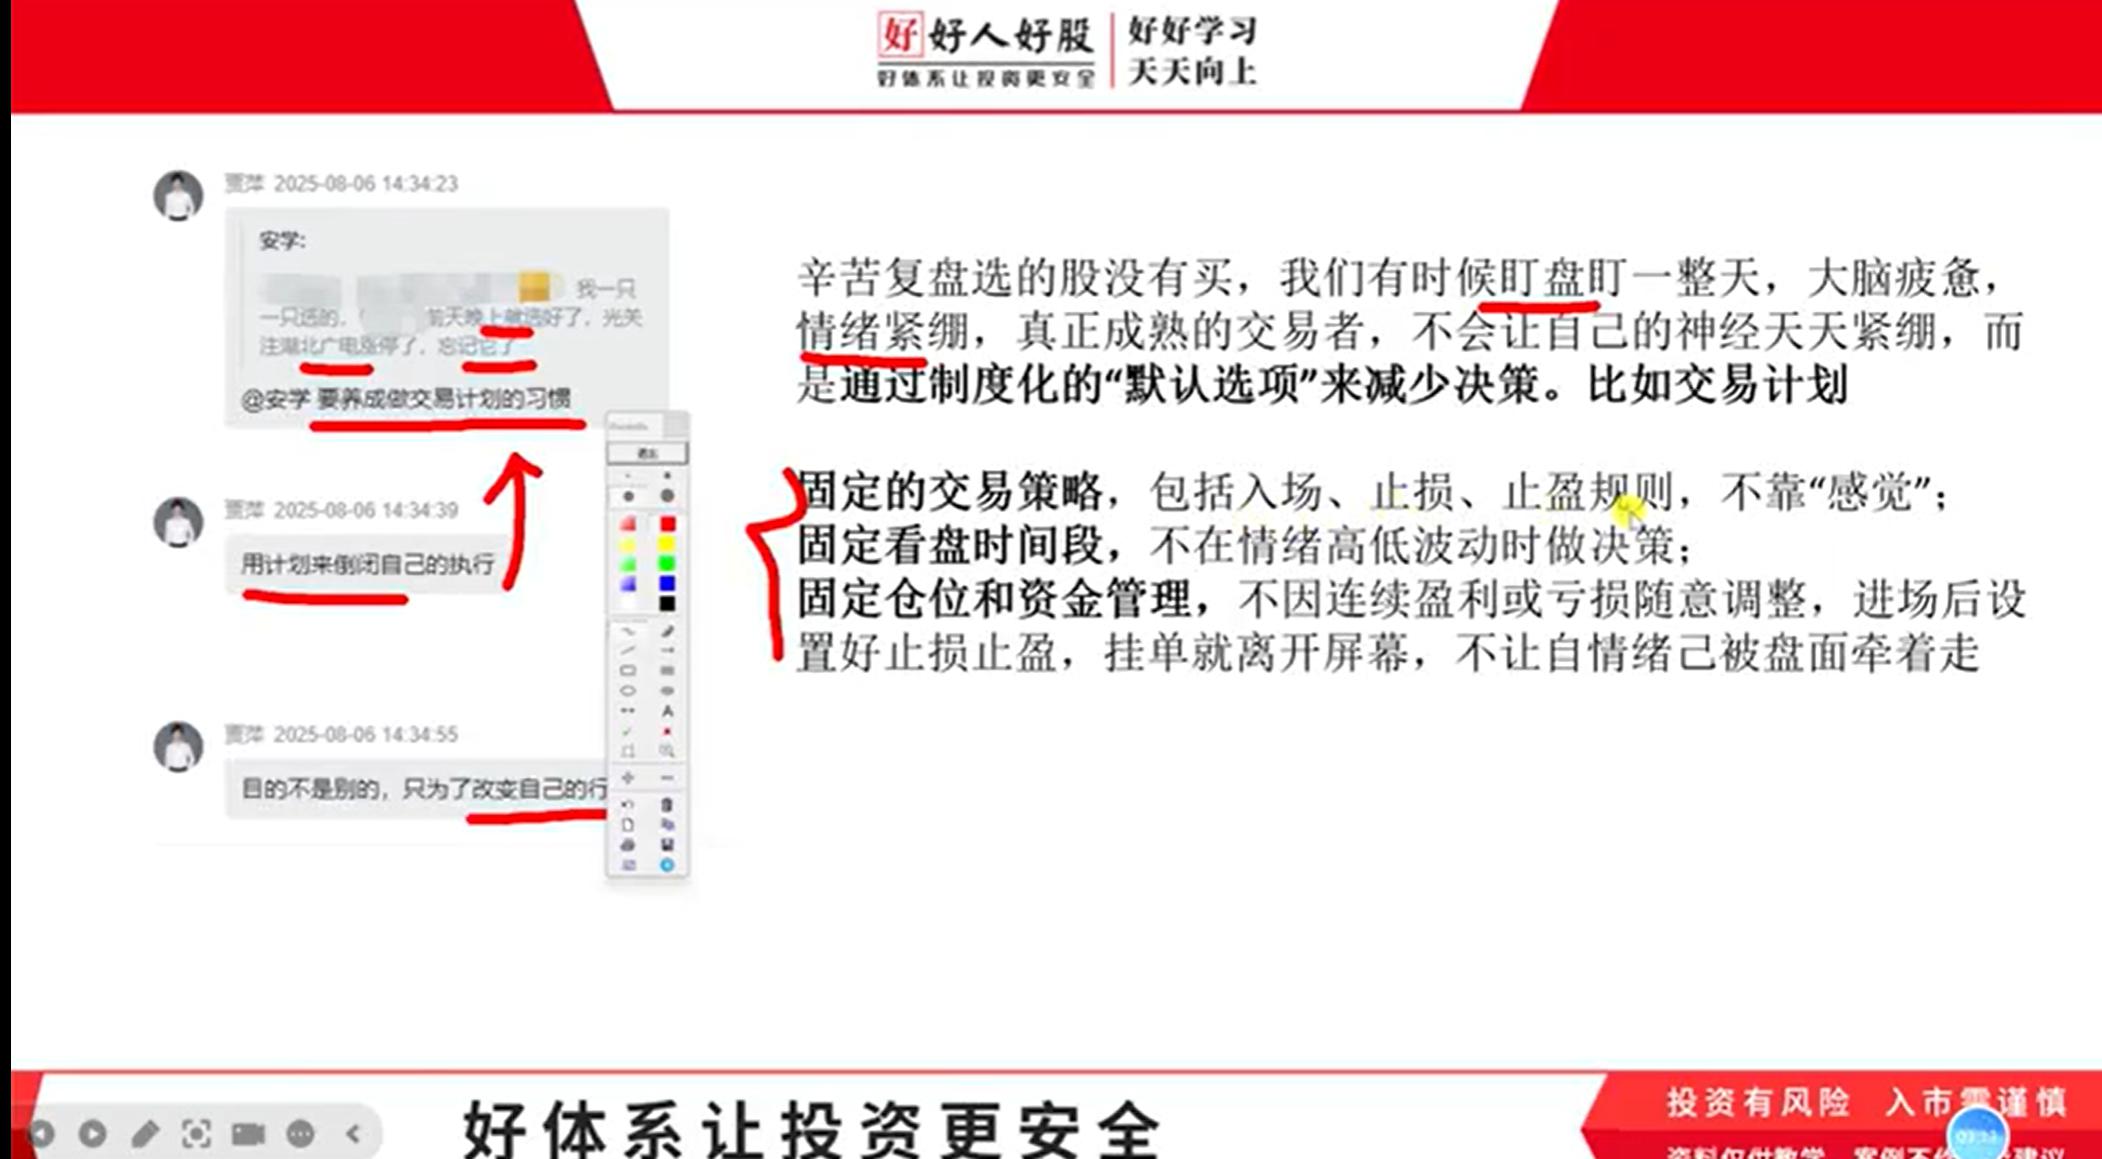 好 好人好股
好体系让投资更安全
好好学习
天天向上
贾萍 2025-08-06 14:34:23
安学:
我一只
一只选的, 前天晚上就选好了，光关
注湖北广电涨停了，忘记它了
@安学 要养成做交易计划的习惯
贾萍 2025-08-06 14:34:39
用计划来倒闭自己的执行
贾萍 2025-08-06 14:34:55
目的不是别的，只为了改变自己的行
退出
A
辛苦复盘选的股没有买，我们有时候盯盘盯一整天，大脑疲惫，
情绪紧绷，真正成熟的交易者，不会让自己的神经天天紧绷，而
是通过制度化的“默认选项”来减少决策。比如交易计划
固定的交易策略，包括入场、止损、止盈规则，不靠“感觉”；
固定看盘时间段，不在情绪高低波动时做决策；
固定仓位和资金管理，不因连续盈利或亏损随意调整，进场后设
置好止损止盈，挂单就离开屏幕，不让自情绪己被盘面牵着走
好体系让投资更安全
投资有风险 入市需谨慎
资料仅供教学 案例不 建议